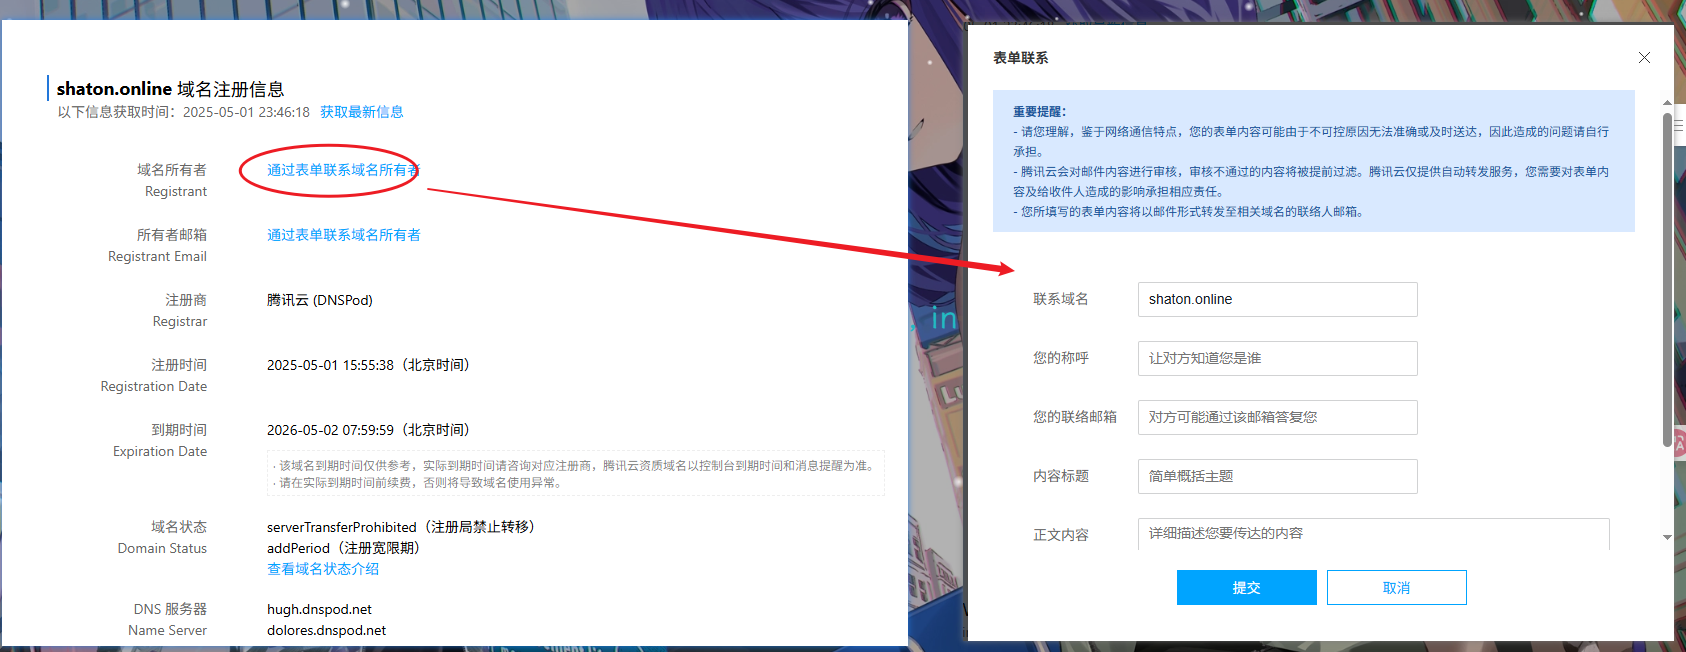 shaton.online 域名注册信息
以下信息获取时间：2025-05-01 23:46:18 获取最新信息
域名所有者 通过表单联系域名所有者
Registrant
所有者邮箱 通过表单联系域名所有者
Registrant Email
注册商 腾讯云 (DNSPod)
Registrar
注册时间 2025-05-01 15:55:38（北京时间）
Registration Date
到期时间 2026-05-02 07:59:59（北京时间）
Expiration Date
· 该域名到期时间仅供参考，实际到期时间请咨询对应注册商，腾讯云资质域名以控制台到期时间和消息提醒为准。
· 请在实际到期时间前续费，否则将导致域名使用异常。
域名状态 serverTransferProhibited（注册局禁止转移）
Domain Status addPeriod（注册宽限期）
查看域名状态介绍
DNS 服务器 hugh.dnspod.net
Name Server dolores.dnspod.net
, in
表单联系
重要提醒：
- 请您理解，鉴于网络通信特点，您的表单内容可能由于不可控原因无法准确或及时送达，因此造成的问题请自行
承担。
- 腾讯云会对邮件内容进行审核，审核不通过的内容将被提前过滤。腾讯云仅提供自动转发服务，您需要对表单内
容及给收件人造成的影响承担相应责任。
- 您所填写的表单内容将以邮件形式转发至相关域名的联络人邮箱。
联系域名 shaton.online
您的称呼 让对方知道您是谁
您的联络邮箱 对方可能通过该邮箱答复您
内容标题 简单概括主题
正文内容 详细描述您要传达的内容
提交 取消